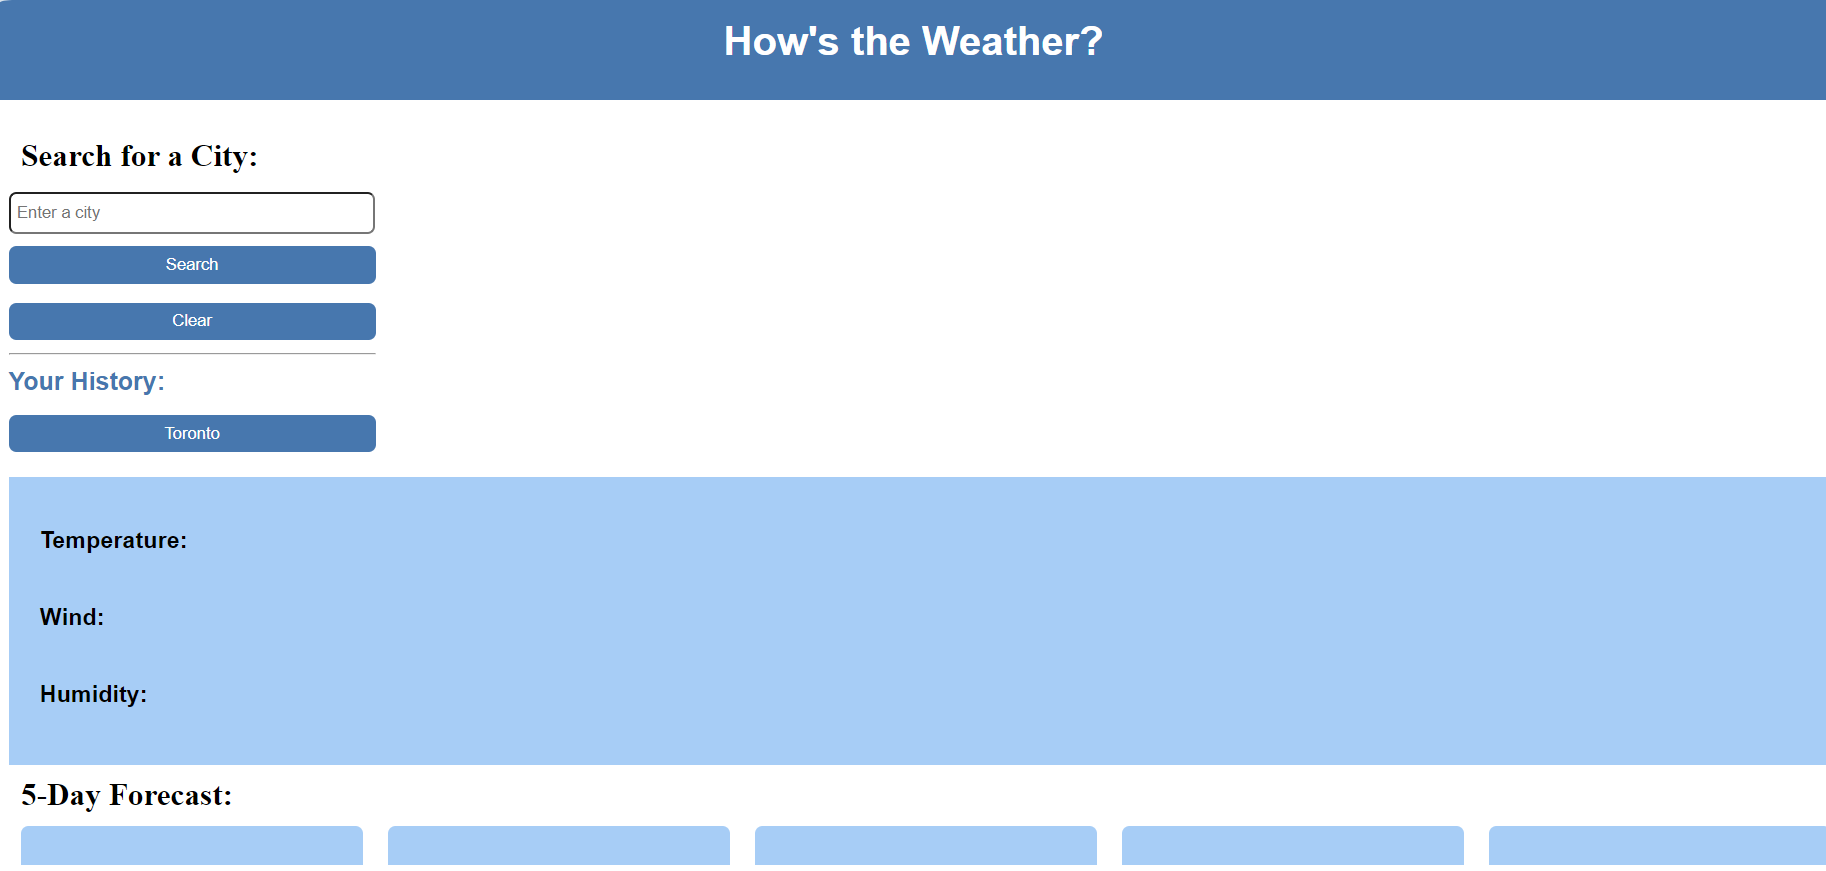 How's the Weather?
Search for a City:
Enter a city
Search
Clear
Your History:
Toronto
Temperature:
Wind:
Humidity:
5-Day Forecast: